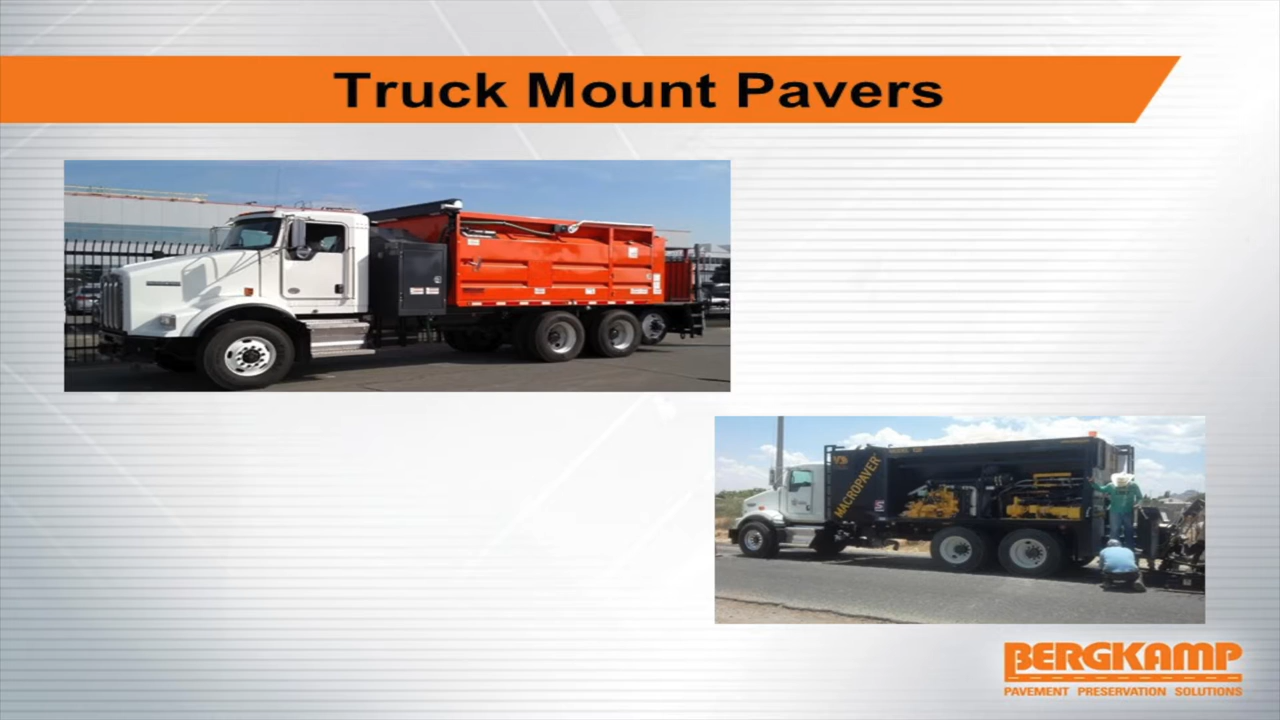 Truck Mount Pavers
MACROPAVER
BERGKAMP
PAVEMENT PRESERVATION SOLUTIONS